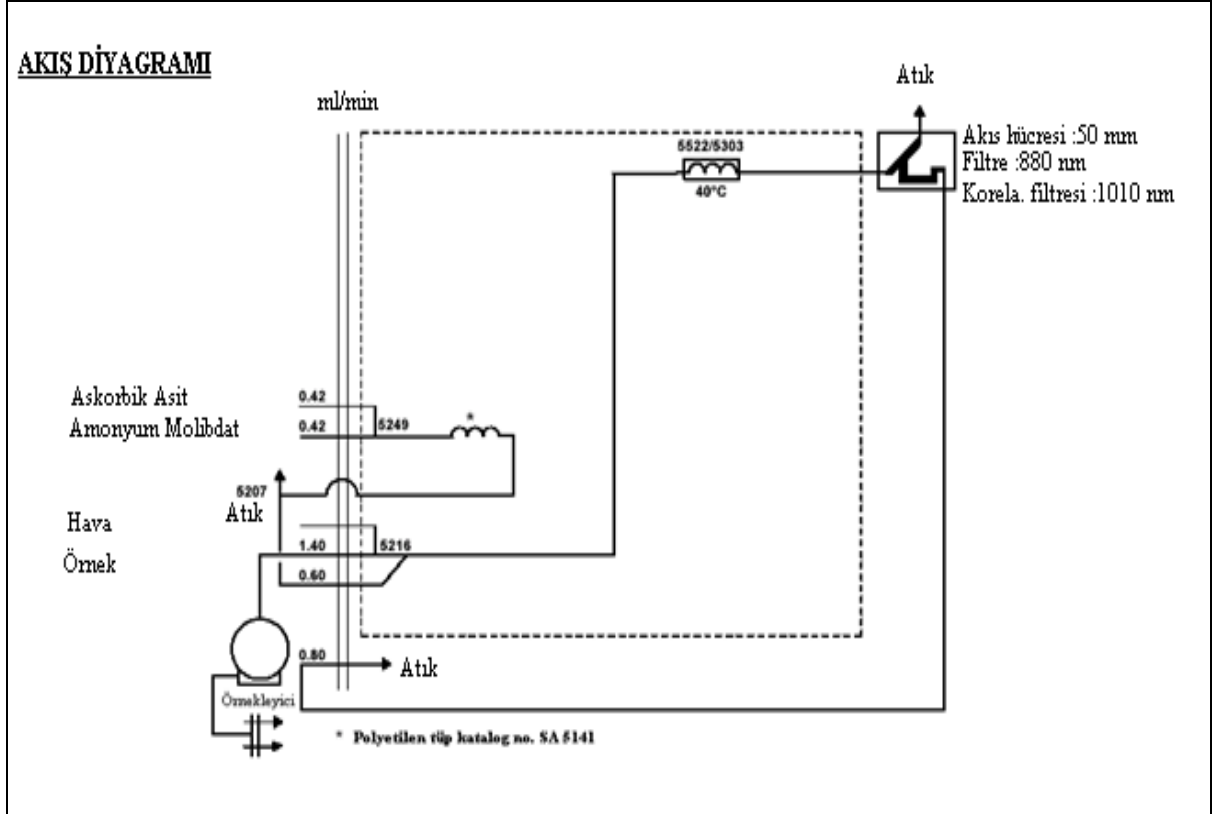 AKIŞ DİYAGRAMI
ml/min
Atık
5522/5303
40°C
Akıs hücresi :50 mm
Filtre :880 nm
Korela. filtresi :1010 nm
Askorbik Asit
0.42
Amonyum Molibdat
0.42
5249
*
5207
Atık
Hava
Örnek
1.40
5216
0.60
0.80
Atık
Örnekleyici
* Polyetilen tüp katalog no. SA 5141